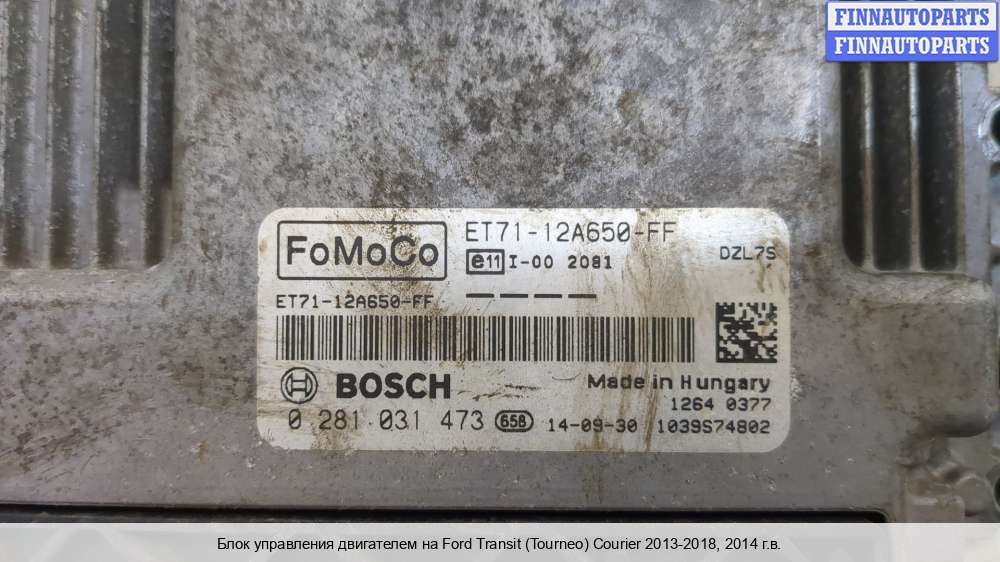 FINNAUTOPARTS
FINNAUTOPARTS
FoMoCo
ET71-12A650-FF
e11 I-00 2081
DZL7S
ET71-12A650-FF
BOSCH
Made in Hungary
1264 0377
0 281 031 473 658 14-09-30 1039S74802
Блок управления двигателем на Ford Transit (Tourneo) Courier 2013-2018, 2014 г.в.